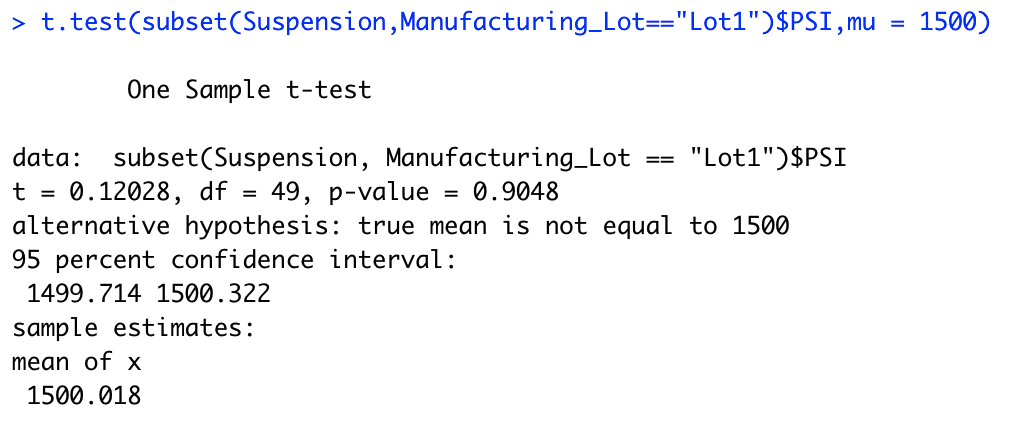 > t.test(subset(Suspension,Manufacturing_Lot=="Lot1")$PSI,mu = 1500)
One Sample t-test
data:  subset(Suspension, Manufacturing_Lot == "Lot1")$PSI
t = 0.12028, df = 49, p-value = 0.9048
alternative hypothesis: true mean is not equal to 1500
95 percent confidence interval:
1499.714 1500.322
sample estimates:
mean of x
1500.018